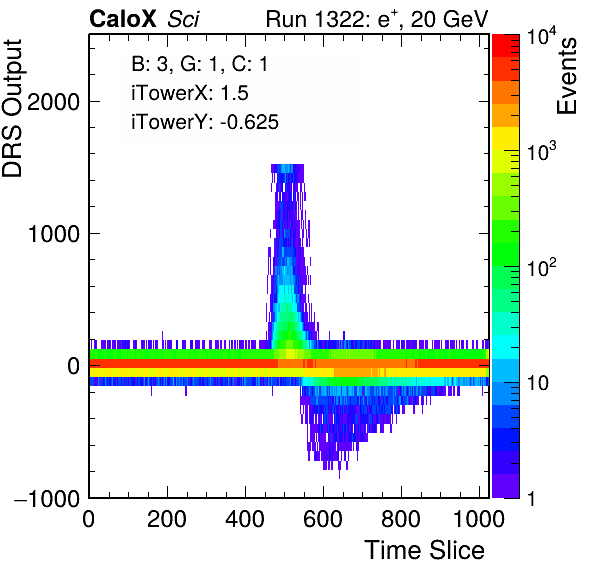 CaloX Sci Run 1322: e⁺, 20 GeV
B: 3, G: 1, C: 1
iTowerX: 1.5
iTowerY: -0.625
DRS Output
2000
1000
0
−1000
0 200 400 600 800 1000
Time Slice
Events
10⁴
10³
10²
10
1